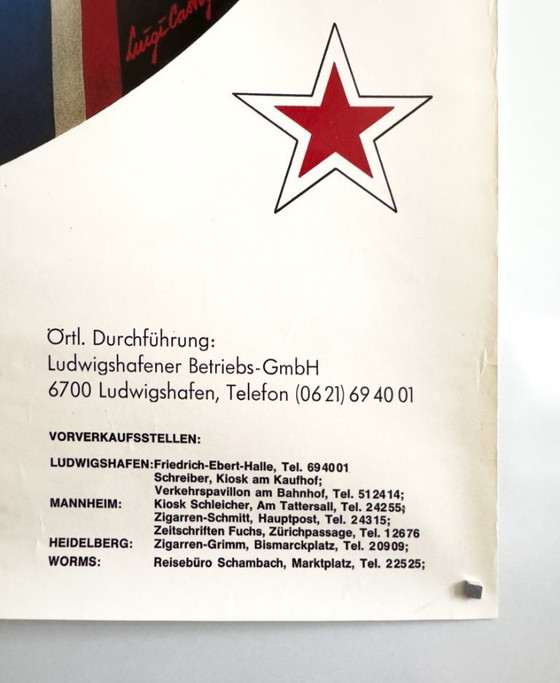 Luigi
Örtl. Durchführung:
Ludwigshafener Betriebs-GmbH
6700 Ludwigshafen, Telefon (0621) 69 40 01
VORVERKAUFSSTELLEN:
LUDWIGSHAFEN: Friedrich-Ebert-Halle, Tel. 694001
Schreiber, Kiosk am Kaufhof;
Verkehrspavillon am Bahnhof, Tel. 512414;
MANNHEIM: Kiosk Schleicher, Am Tattersall, Tel. 24255;
Zigarren-Schmitt, Hauptpost, Tel. 24315;
Zeitschriften Fuchs, Zürichpassage, Tel. 12676
HEIDELBERG: Zigarren-Grimm, Bismarckplatz, Tel. 20909;
WORMS: Reisebüro Schambach, Marktplatz, Tel. 22525;